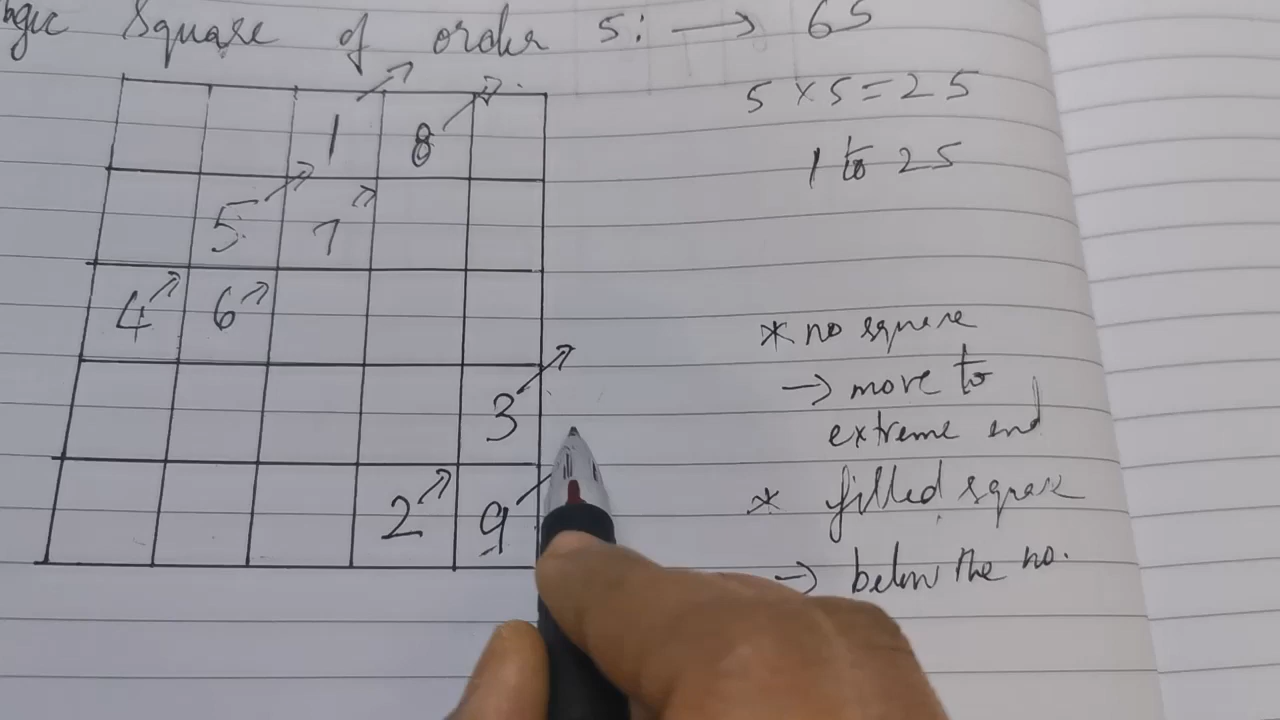 agic Square of order 5: → 65
5 × 5 = 25
1 to 25
1 8
5 7
4 6
3
2 9
* no square
→ move to
extreme end
* filled square
→ below the no.